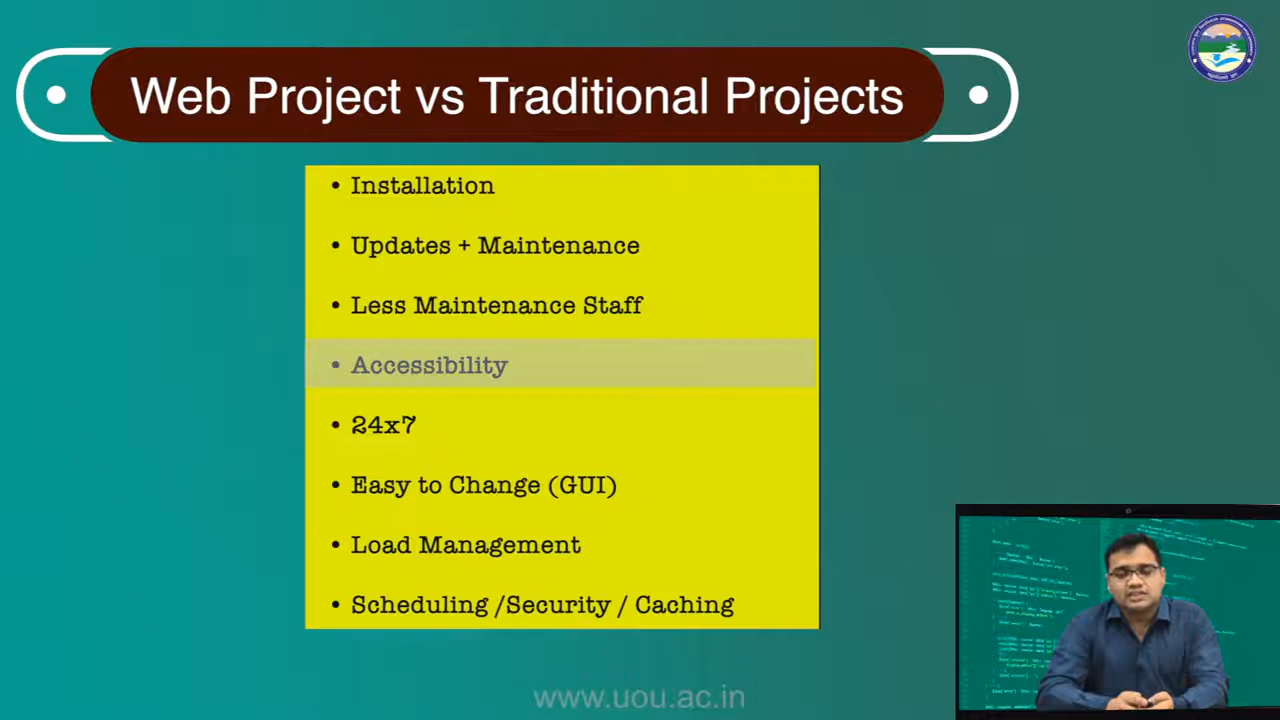 Web Project vs Traditional Projects
• Installation
• Updates + Maintenance
• Less Maintenance Staff
• Accessibility
• 24x7
• Easy to Change (GUI)
• Load Management
• Scheduling /Security / Caching
www.uou.ac.in